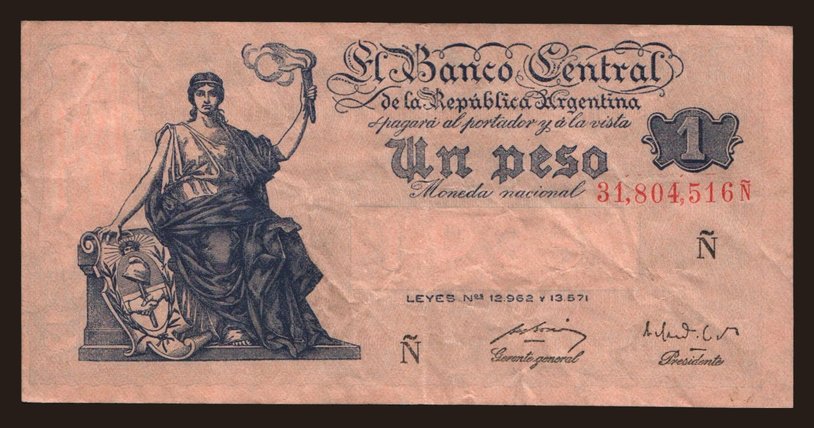 El Banco Central
de la República Argentina
pagará al portador y á la vista
Un peso
1
Moneda nacional
31,804,516 Ñ
Ñ
LEYES Nos 12.962 Y 13.571
Ñ
Gerente general
Presidente